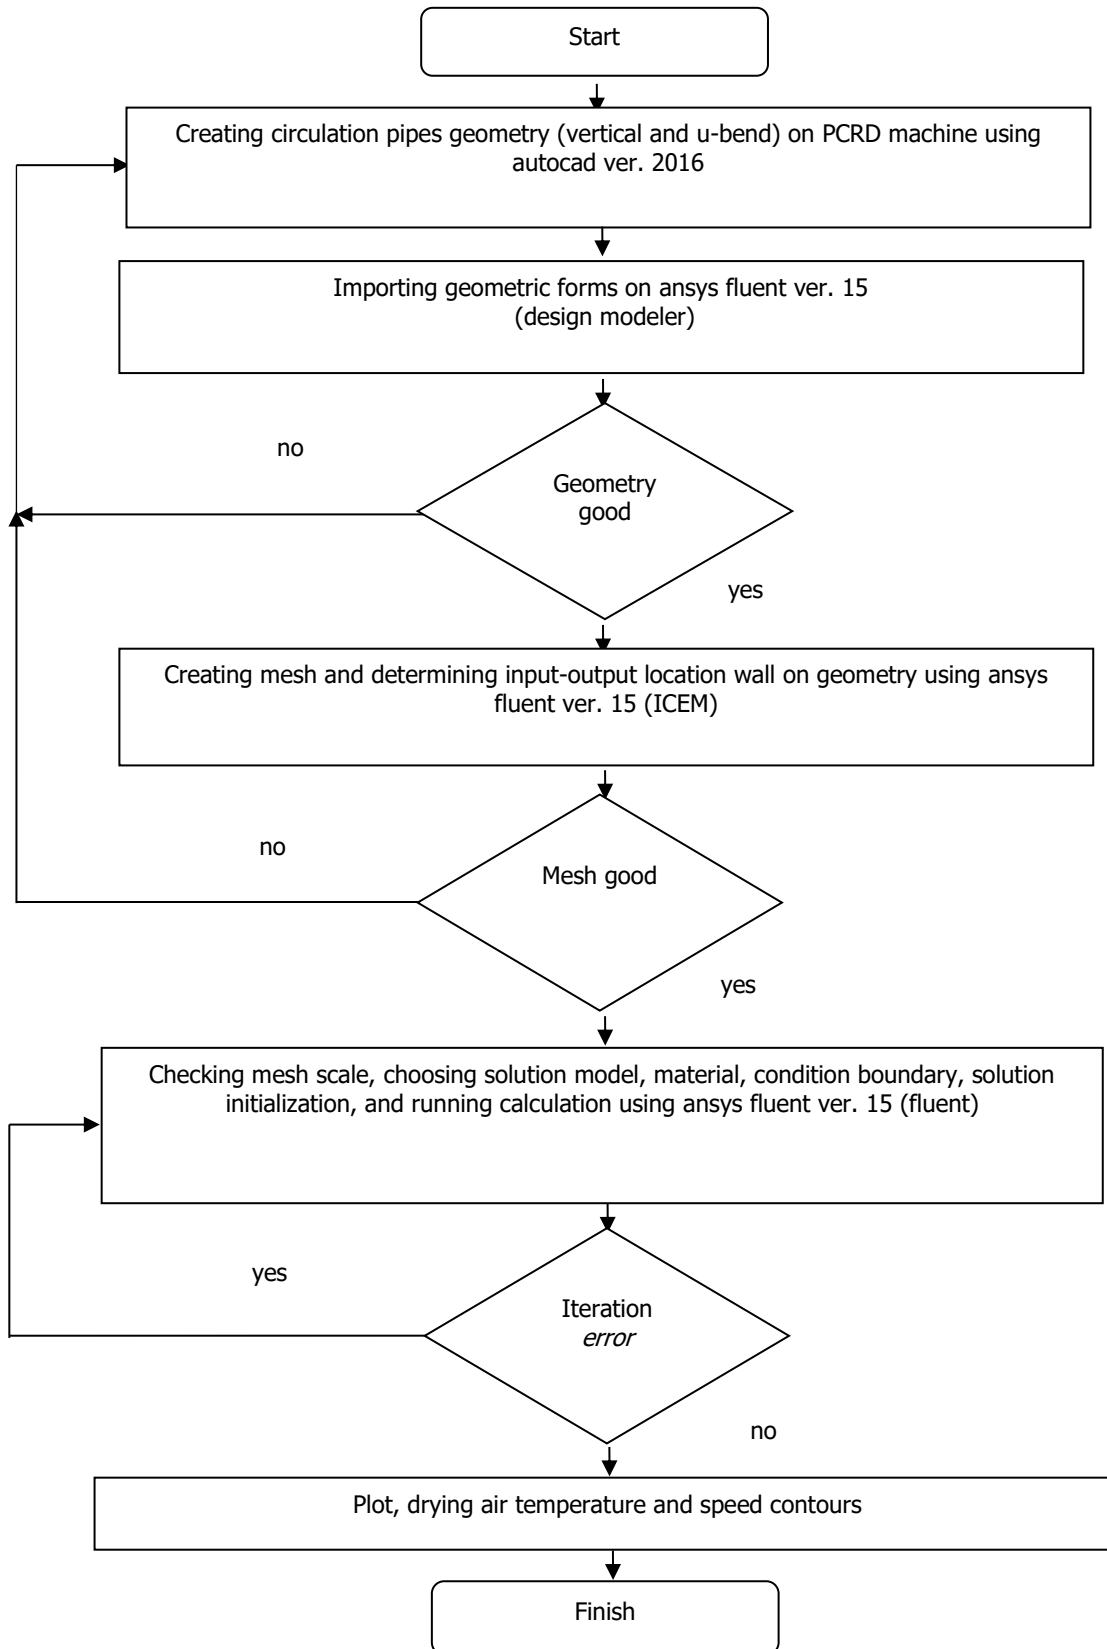 Start
Creating circulation pipes geometry (vertical and u-bend) on PCRD machine using
autocad ver. 2016
Importing geometric forms on ansys fluent ver. 15
(design modeler)
no
Geometry
good
yes
Creating mesh and determining input-output location wall on geometry using ansys
fluent ver. 15 (ICEM)
no
Mesh good
yes
Checking mesh scale, choosing solution model, material, condition boundary, solution
initialization, and running calculation using ansys fluent ver. 15 (fluent)
yes
Iteration
error
no
Plot, drying air temperature and speed contours
Finish